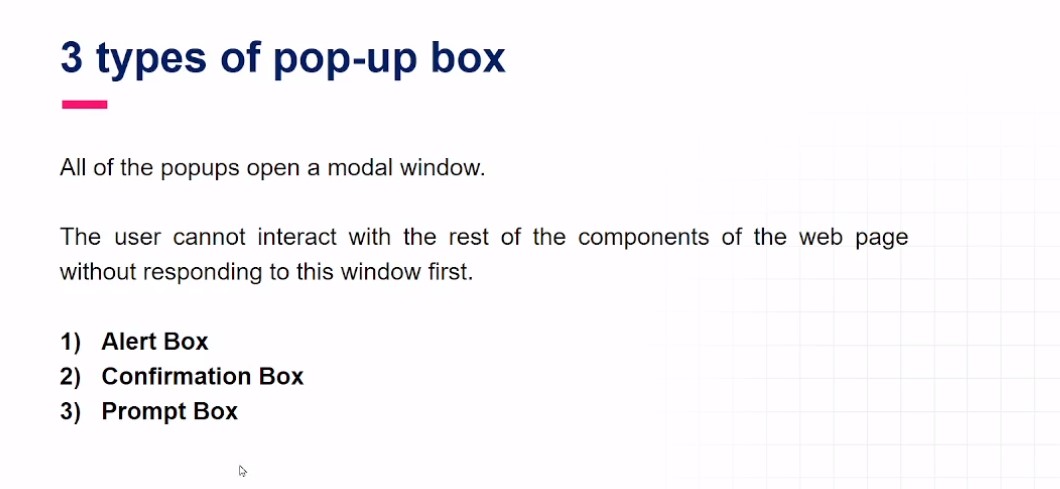 3 types of pop-up box
All of the popups open a modal window.
The user cannot interact with the rest of the components of the web page
without responding to this window first.
1) Alert Box
2) Confirmation Box
3) Prompt Box